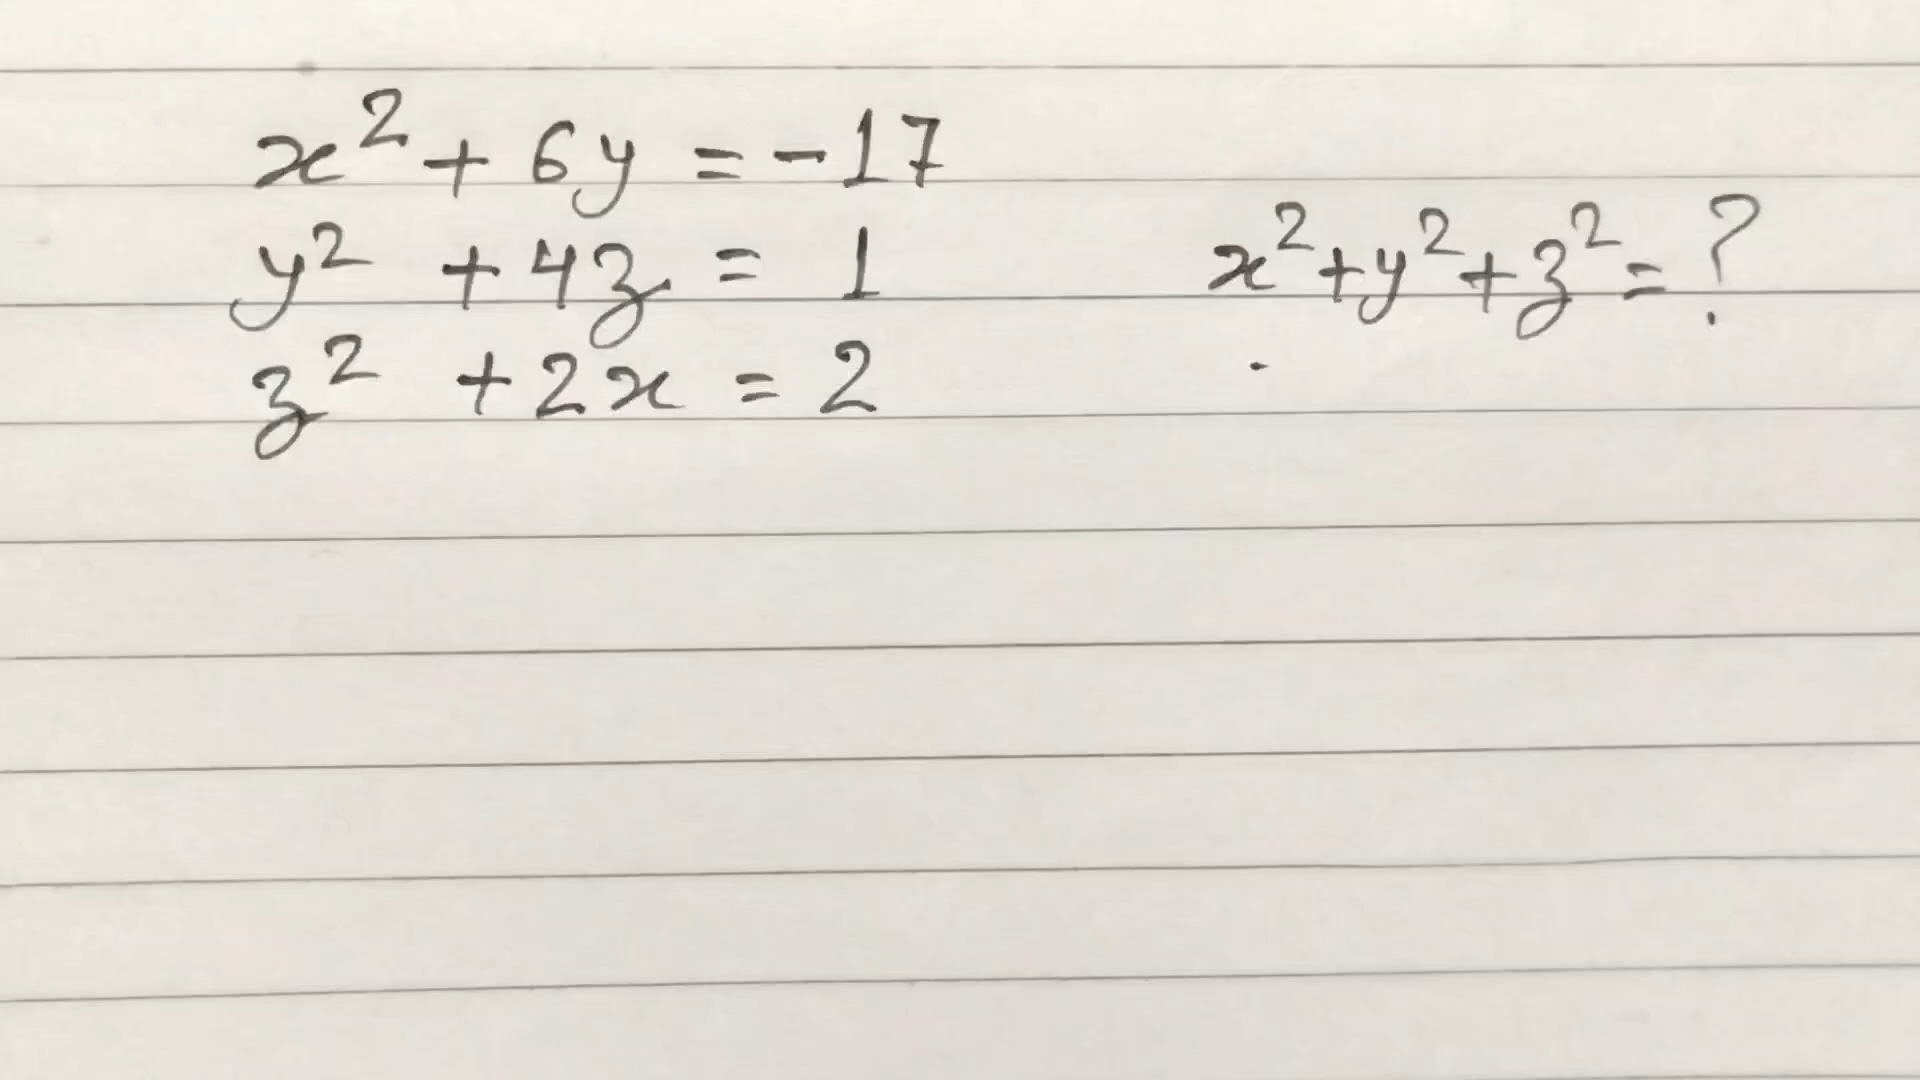 x² + 6y = -17
y² + 4z = 1
z² + 2x = 2
x² + y² + z² = ?